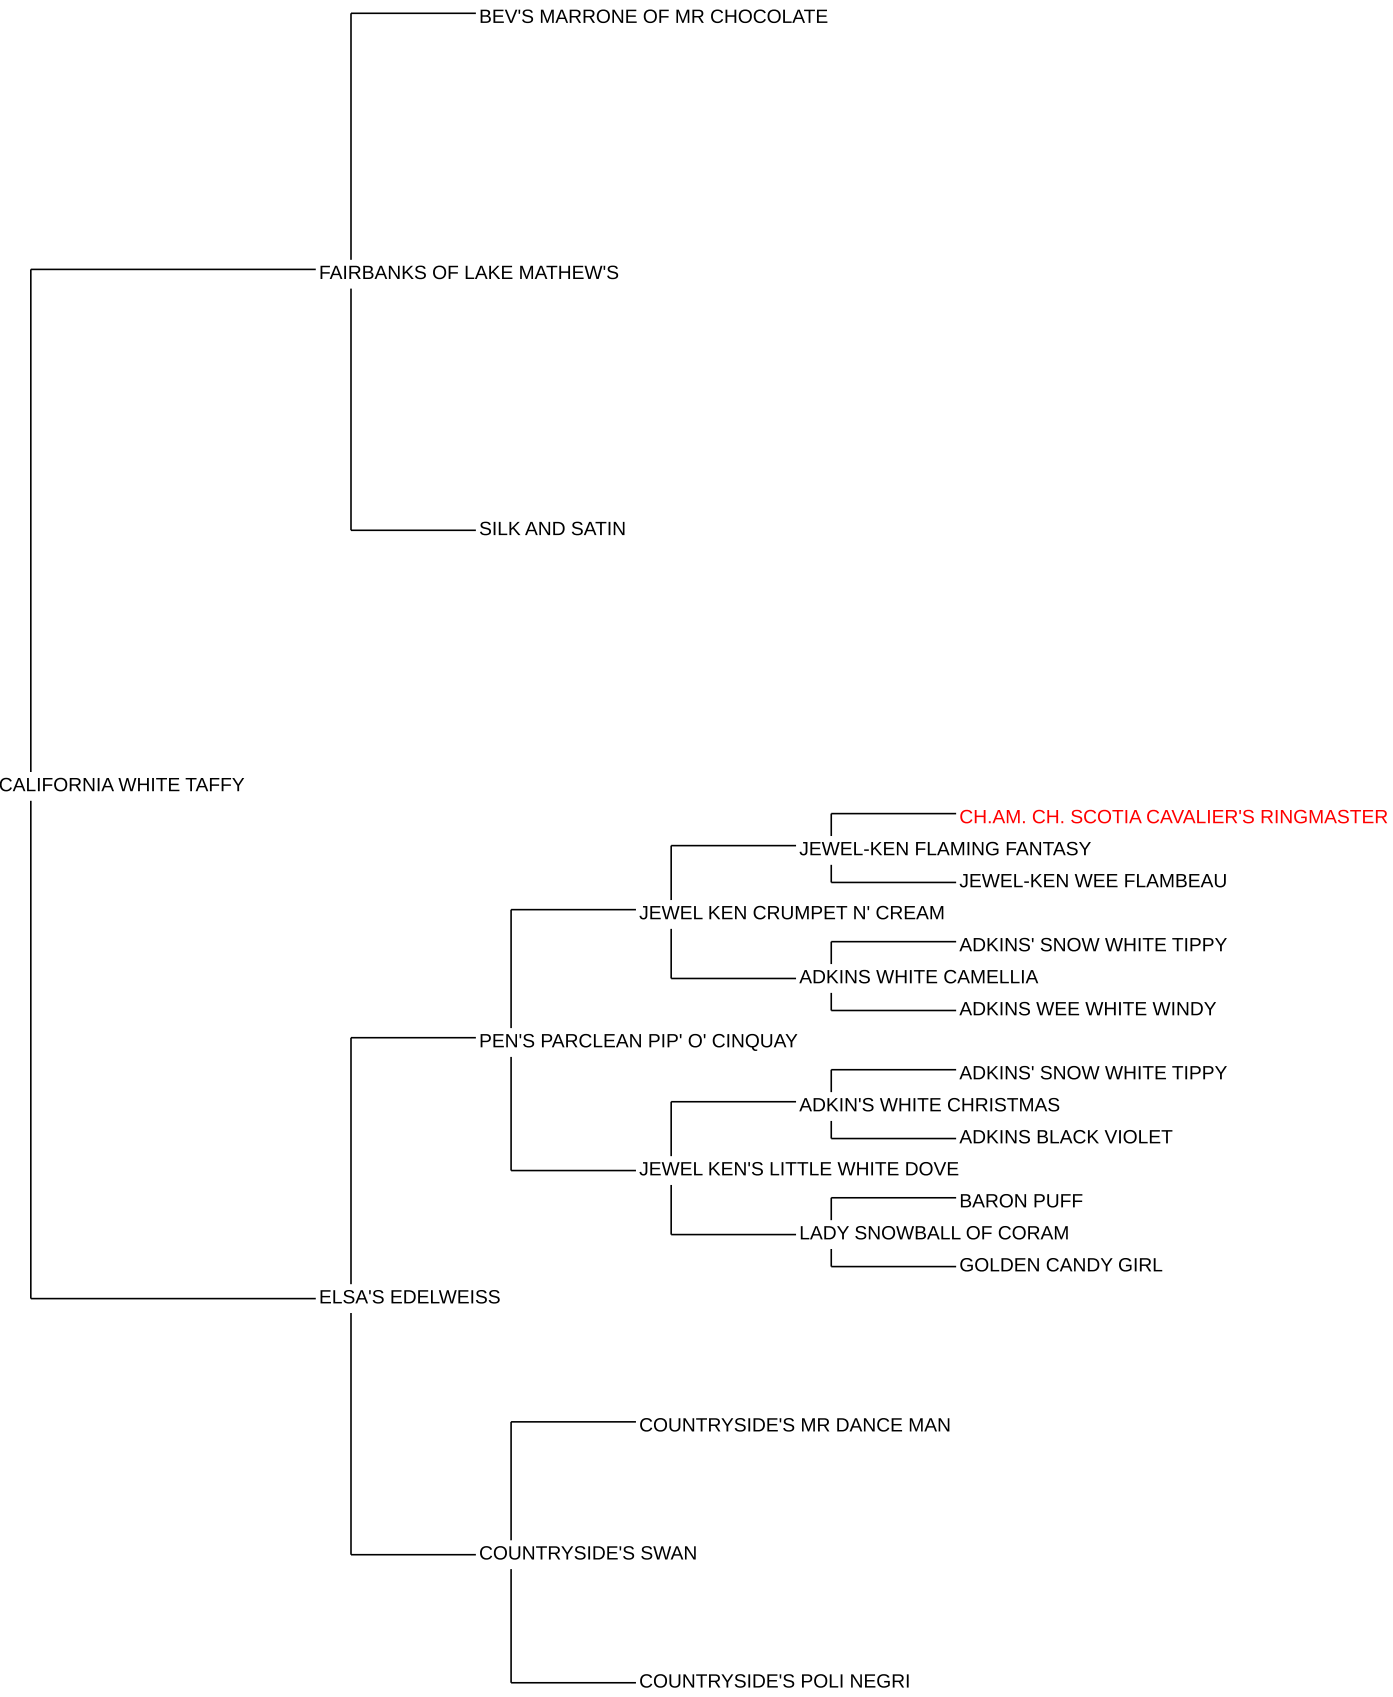 BEV'S MARRONE OF MR CHOCOLATE
FAIRBANKS OF LAKE MATHEW'S
SILK AND SATIN
CALIFORNIA WHITE TAFFY
CH.AM. CH. SCOTIA CAVALIER'S RINGMASTER
JEWEL-KEN FLAMING FANTASY
JEWEL-KEN WEE FLAMBEAU
JEWEL KEN CRUMPET N' CREAM
ADKINS' SNOW WHITE TIPPY
ADKINS WHITE CAMELLIA
ADKINS WEE WHITE WINDY
PEN'S PARCLEAN PIP' O' CINQUAY
ADKINS' SNOW WHITE TIPPY
ADKIN'S WHITE CHRISTMAS
ADKINS BLACK VIOLET
JEWEL KEN'S LITTLE WHITE DOVE
BARON PUFF
LADY SNOWBALL OF CORAM
GOLDEN CANDY GIRL
ELSA'S EDELWEISS
COUNTRYSIDE'S MR DANCE MAN
COUNTRYSIDE'S SWAN
COUNTRYSIDE'S POLI NEGRI